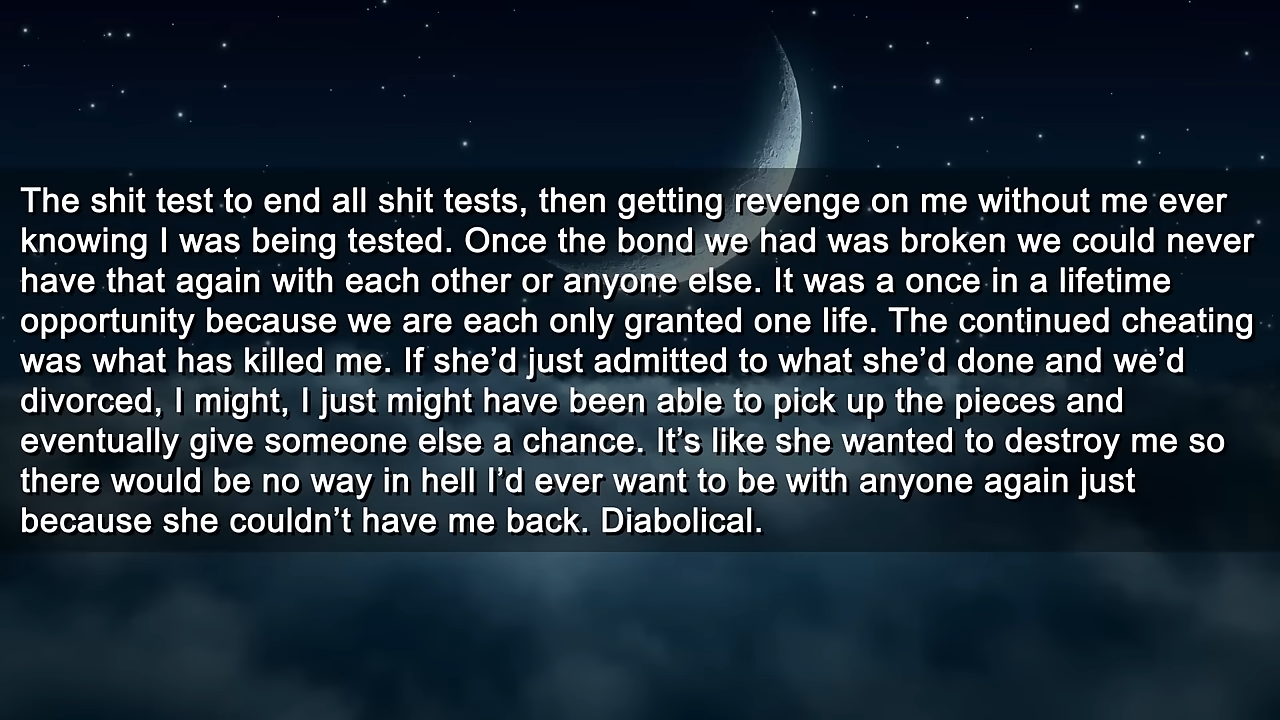 The shit test to end all shit tests, then getting revenge on me without me ever
knowing I was being tested. Once the bond we had was broken we could never
have that again with each other or anyone else. It was a once in a lifetime
opportunity because we are each only granted one life. The continued cheating
was what has killed me. If she’d just admitted to what she’d done and we’d
divorced, I might, I just might have been able to pick up the pieces and
eventually give someone else a chance. It’s like she wanted to destroy me so
there would be no way in hell I’d ever want to be with anyone again just
because she couldn’t have me back. Diabolical.